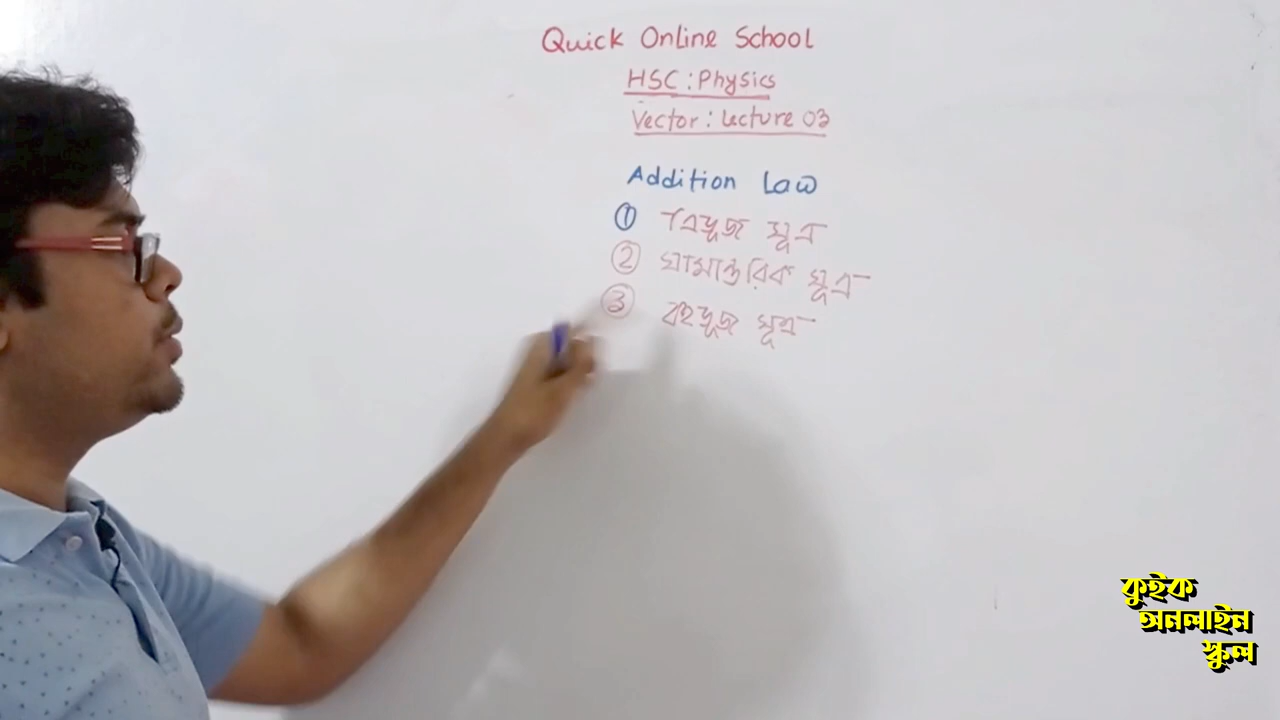 Quick Online School
HSC : Physics
Vector : Lecture 03
Addition Law
① ত্রিভূজ সূত্র
② সামান্তরিক সূত্র
③ বহুভূজ সূত্র
কুইক
অনলাইন
স্কুল